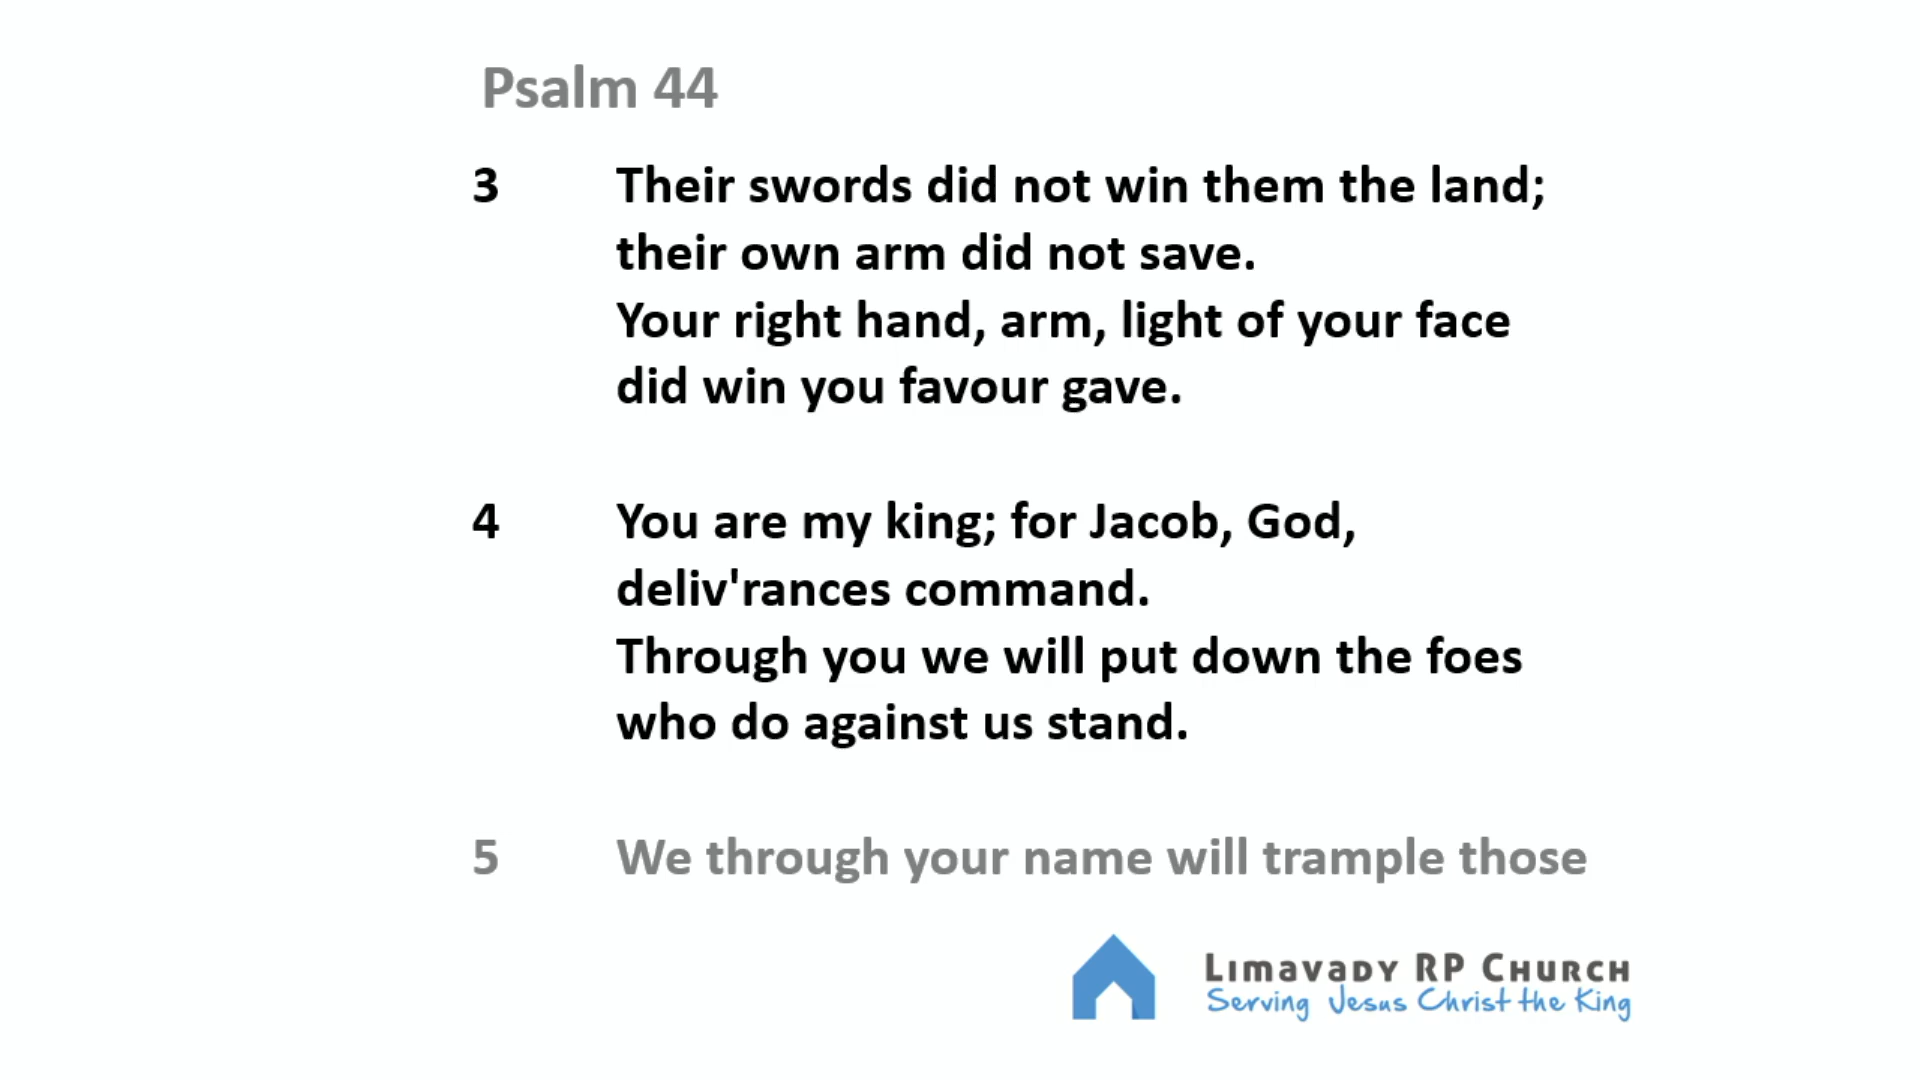 Psalm 44
3 Their swords did not win them the land;
their own arm did not save.
Your right hand, arm, light of your face
did win you favour gave.
4 You are my king; for Jacob, God,
deliv'rances command.
Through you we will put down the foes
who do against us stand.
5 We through your name will trample those
LIMAVADY RP CHURCH
Serving Jesus Christ the King